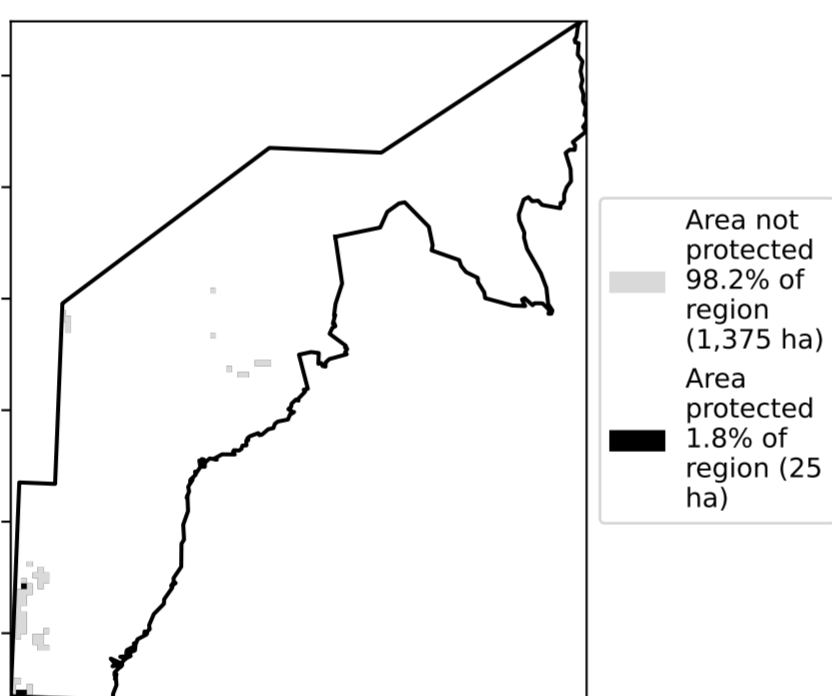 Area not
protected
98.2% of
region
(1,375 ha)
Area
protected
1.8% of
region (25
ha)